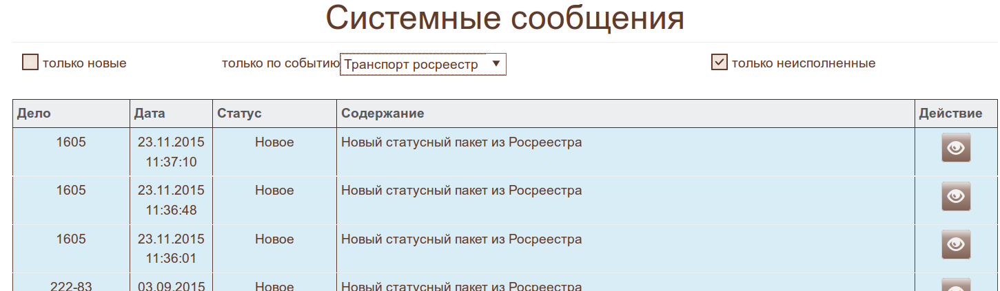 Системные сообщения
только новые только по событию Транспорт росреестр только неисполненные
Дело Дата Статус Содержание Действие
1605 23.11.2015 Новое Новый статусный пакет из Росреестра
11:37:10
1605 23.11.2015 Новое Новый статусный пакет из Росреестра
11:36:48
1605 23.11.2015 Новое Новый статусный пакет из Росреестра
11:36:01
222-83 03.09.2015 Новое Новый статусный пакет из Росреестра